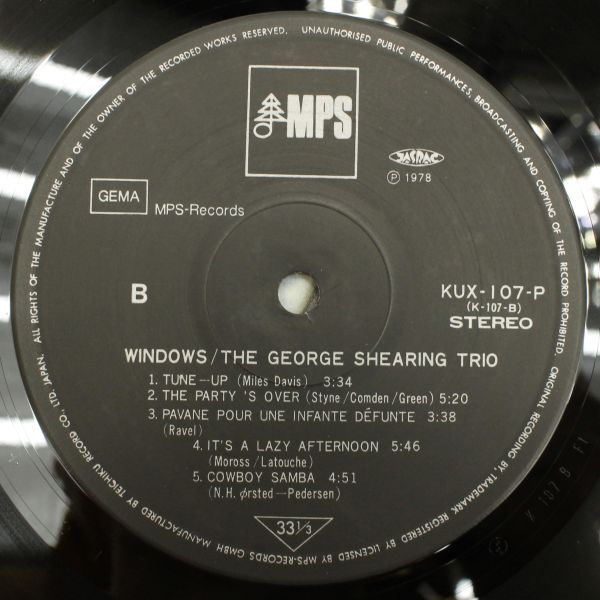 ALL RIGHTS OF THE MANUFACTURE AND OF THE OWNER OF THE RECORDED WORKS RESERVED. UNAUTHORISED PUBLIC PERFORMANCES, BROADCASTING AND COPYING OF THE RECORD PROHIBITED.
MPS
JASRAC
Ⓟ 1978
GEMA
MPS-Records
B
KUX-107-P
(K-107-B)
STEREO
WINDOWS/THE GEORGE SHEARING TRIO
1. TUNE—UP (Miles Davis) 3:34
2. THE PARTY'S OVER (Styne/Comden/Green) 5:20
3. PAVANE POUR UNE INFANTE DÉFUNTE 3:38
(Ravel)
4. IT'S A LAZY AFTERNOON 5:46
(Moross/Latouche)
5. COWBOY SAMBA 4:51
(N.H. ørsted—Pedersen)
33⅓
MANUFACTURED BY TEICHIKU RECORD CO., LTD. JAPAN.
ORIGINAL RECORDING BY, TRADEMARK REGISTERED BY, LICENSED BY MPS-RECORDS GMBH
K 107 B F1